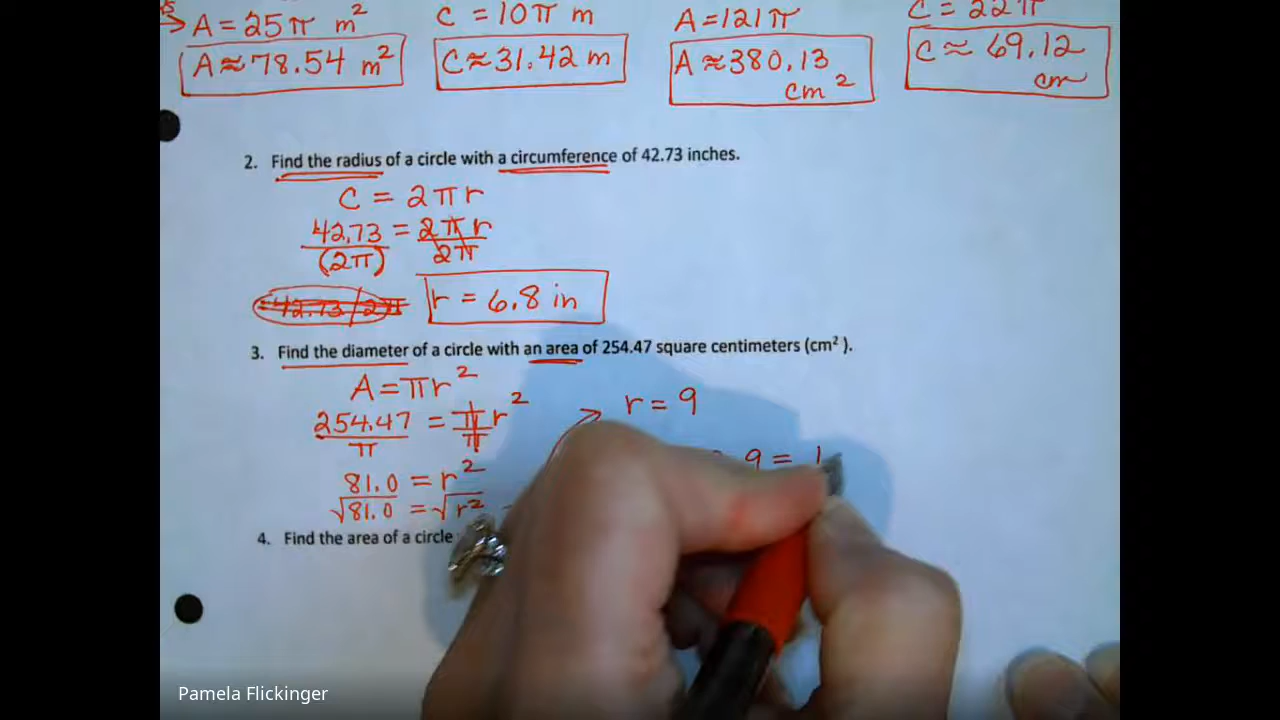 A = 25π m²
C = 10π m
A = 121π
C = 22π
A ≈ 78.54 m²
C ≈ 31.42 m
A ≈ 380.13 cm²
C ≈ 69.12 cm
2. Find the radius of a circle with a circumference of 42.73 inches.
C = 2πr
42.73 = 2πr
(2π) 2π
r = 6.8 in
3. Find the diameter of a circle with an area of 254.47 square centimeters (cm² ).
A = πr²
254.47 = πr²
π π
81.0 = r²
√81.0 = √r²
r = 9
9 = 1
4. Find the area of a circle
Pamela Flickinger